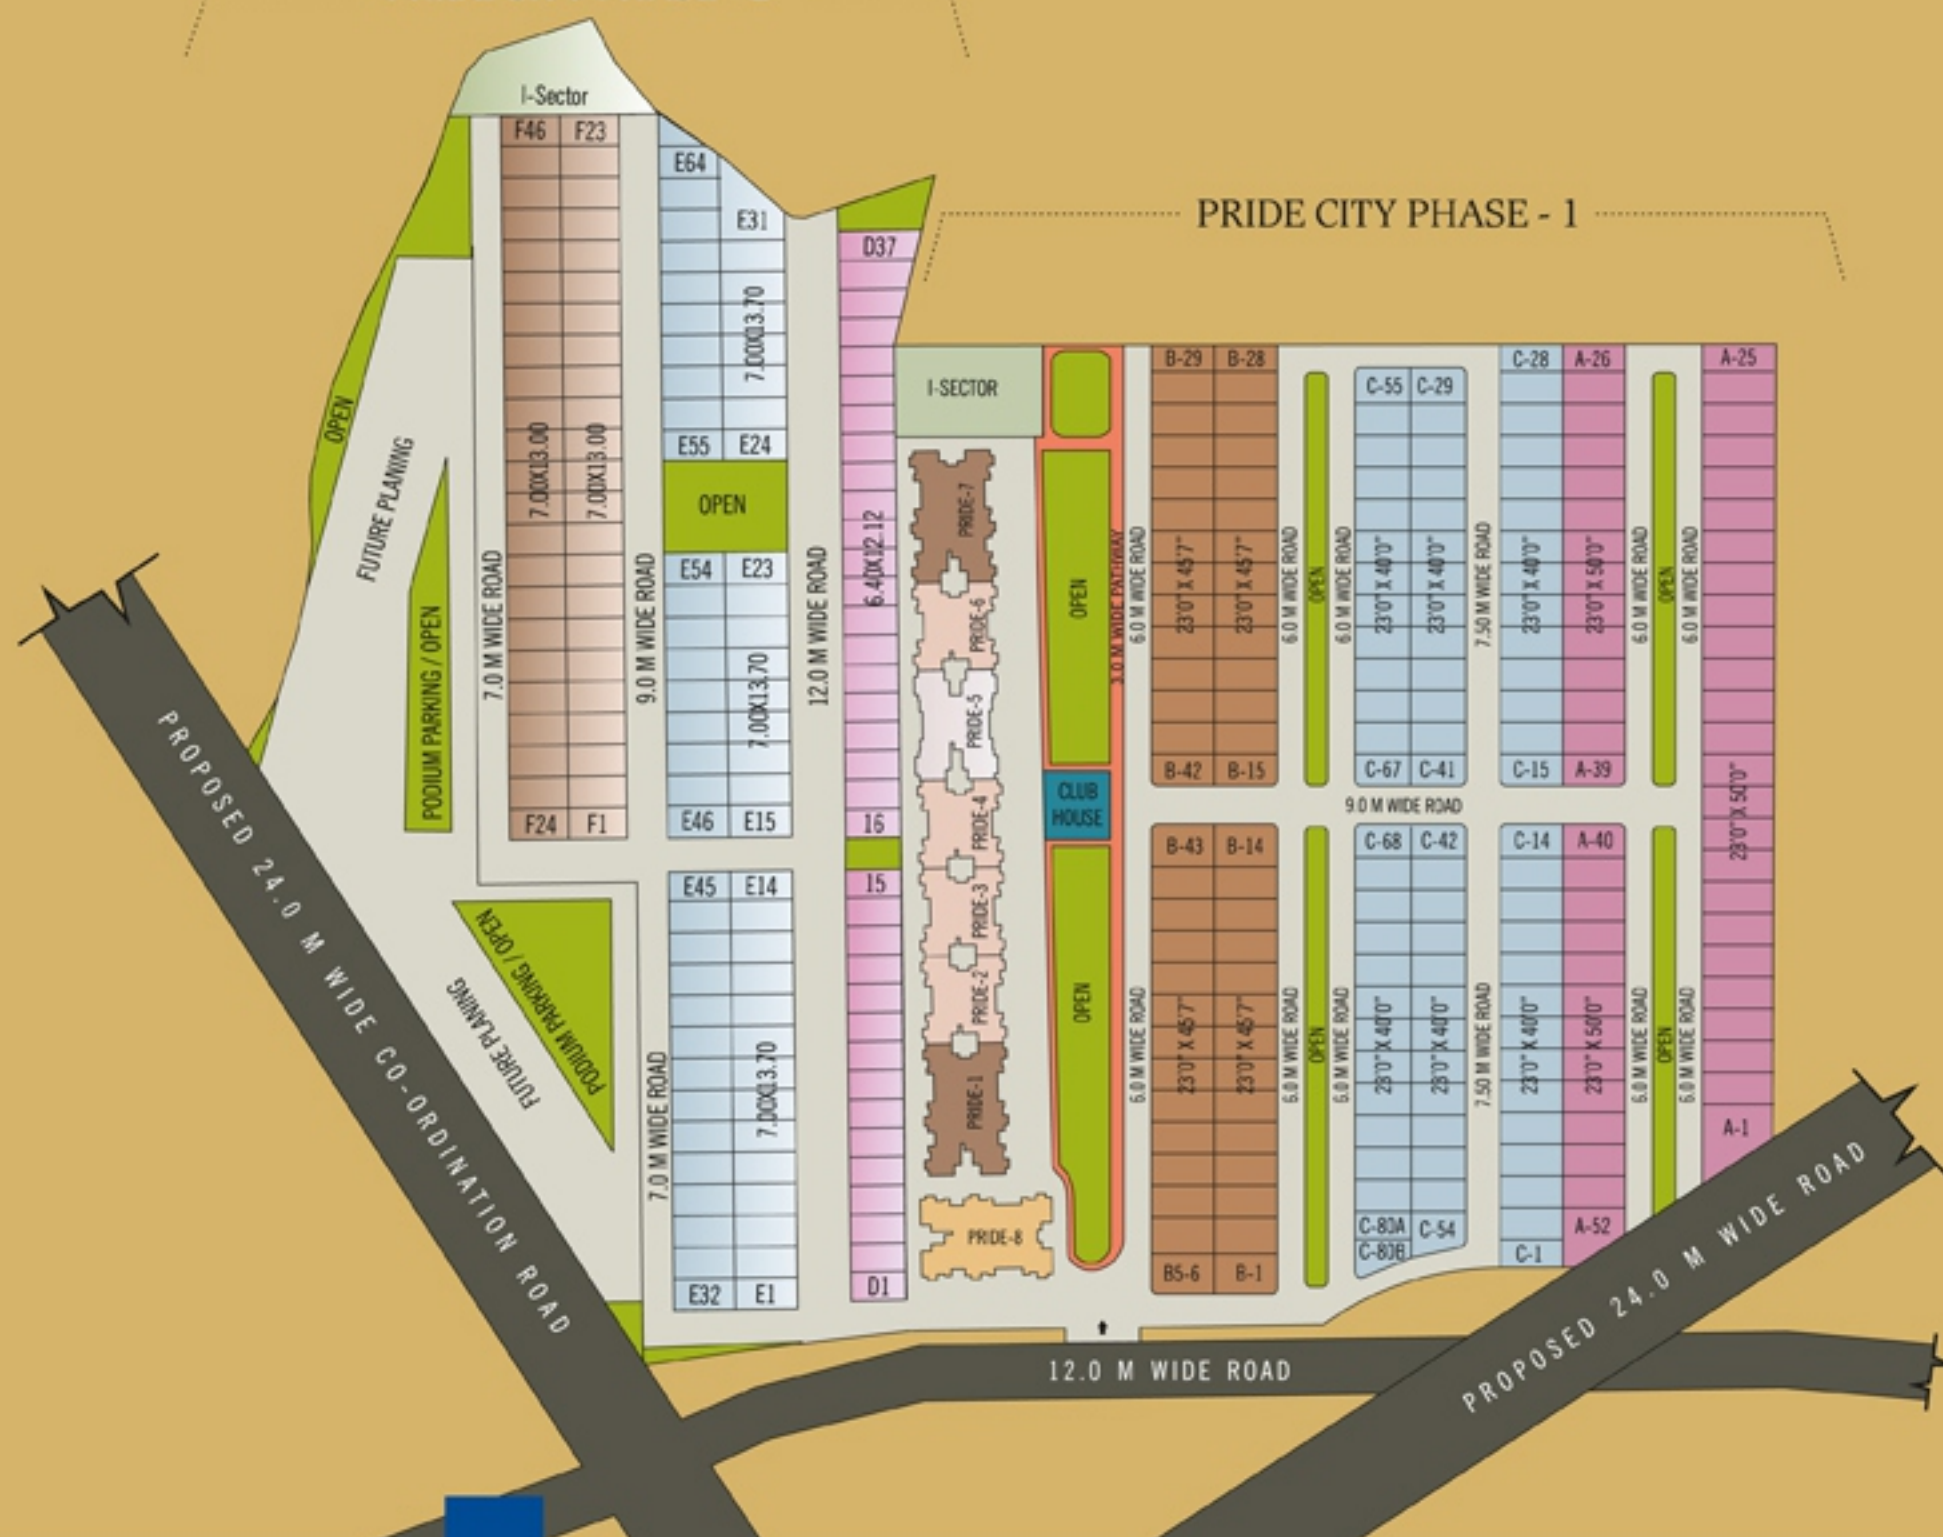 I-Sector
F46 F23
E64
E31
D37
PRIDE CITY PHASE - 1
I-SECTOR
B-29 B-28
C-55 C-29
C-28 A-26
A-25
OPEN
FUTURE PLANING
7.00X13.00
7.00X13.00
7.00X13.70
E55 E24
OPEN
E54 E23
7.0 M WIDE ROAD
9.0 M WIDE ROAD
12.0 M WIDE ROAD
6.40X12.12
7.00X13.70
PODIUM PARKING / OPEN
F24 F1
E46 E15
16
PRIDE-7
PRIDE-6
PRIDE-5
PRIDE-4
PRIDE-3
PRIDE-2
PRIDE-1
PRIDE-8
OPEN
3.0 M WIDE PATHWAY
6.0 M WIDE ROAD
23'0" X 45'7"
23'0" X 45'7"
6.0 M WIDE ROAD
OPEN
6.0 M WIDE ROAD
23'0" X 40'0"
23'0" X 40'0"
7.50 M WIDE ROAD
23'0" X 40'0"
23'0" X 50'0"
6.0 M WIDE ROAD
OPEN
6.0 M WIDE ROAD
B-42 B-15
C-67 C-41
C-15 A-39
CLUB
HOUSE
9.0 M WIDE ROAD
23'0" X 50'0"
B-43 B-14
C-68 C-42
C-14 A-40
E45 E14
15
PODIUM PARKING / OPEN
FUTURE PLANING
7.0 M WIDE ROAD
7.00X13.70
OPEN
6.0 M WIDE ROAD
23'0" X 45'7"
23'0" X 45'7"
6.0 M WIDE ROAD
OPEN
6.0 M WIDE ROAD
23'0" X 40'0"
23'0" X 40'0"
7.50 M WIDE ROAD
23'0" X 40'0"
23'0" X 50'0"
6.0 M WIDE ROAD
OPEN
6.0 M WIDE ROAD
A-1
C-80A C-54
C-80B
A-52
C-1
B5-6 B-1
E32 E1
D1
PROPOSED 24.0 M WIDE CO-ORDINATION ROAD
12.0 M WIDE ROAD
PROPOSED 24.0 M WIDE ROAD